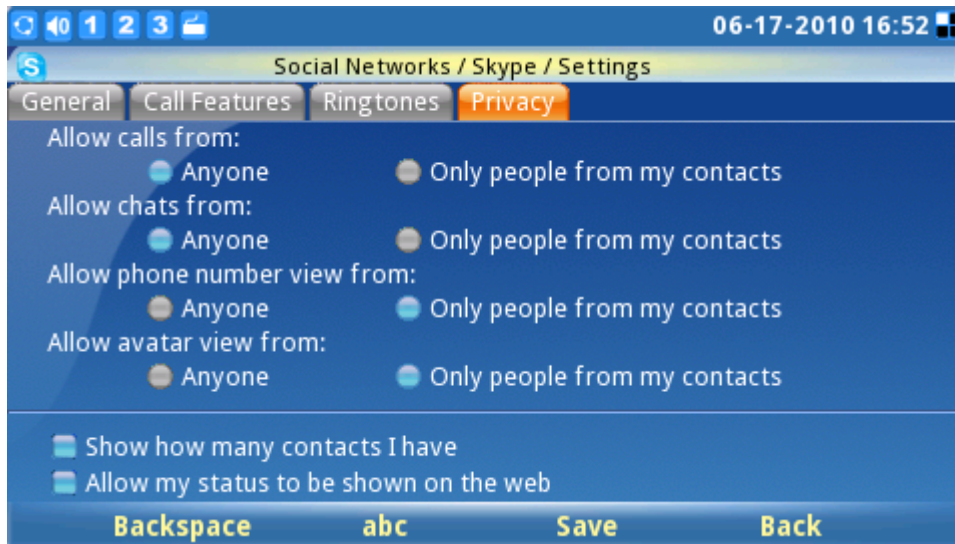 1 2 3 06-17-2010 16:52
S Social Networks / Skype / Settings
General Call Features Ringtones Privacy
Allow calls from:
Anyone Only people from my contacts
Allow chats from:
Anyone Only people from my contacts
Allow phone number view from:
Anyone Only people from my contacts
Allow avatar view from:
Anyone Only people from my contacts
Show how many contacts I have
Allow my status to be shown on the web
Backspace abc Save Back